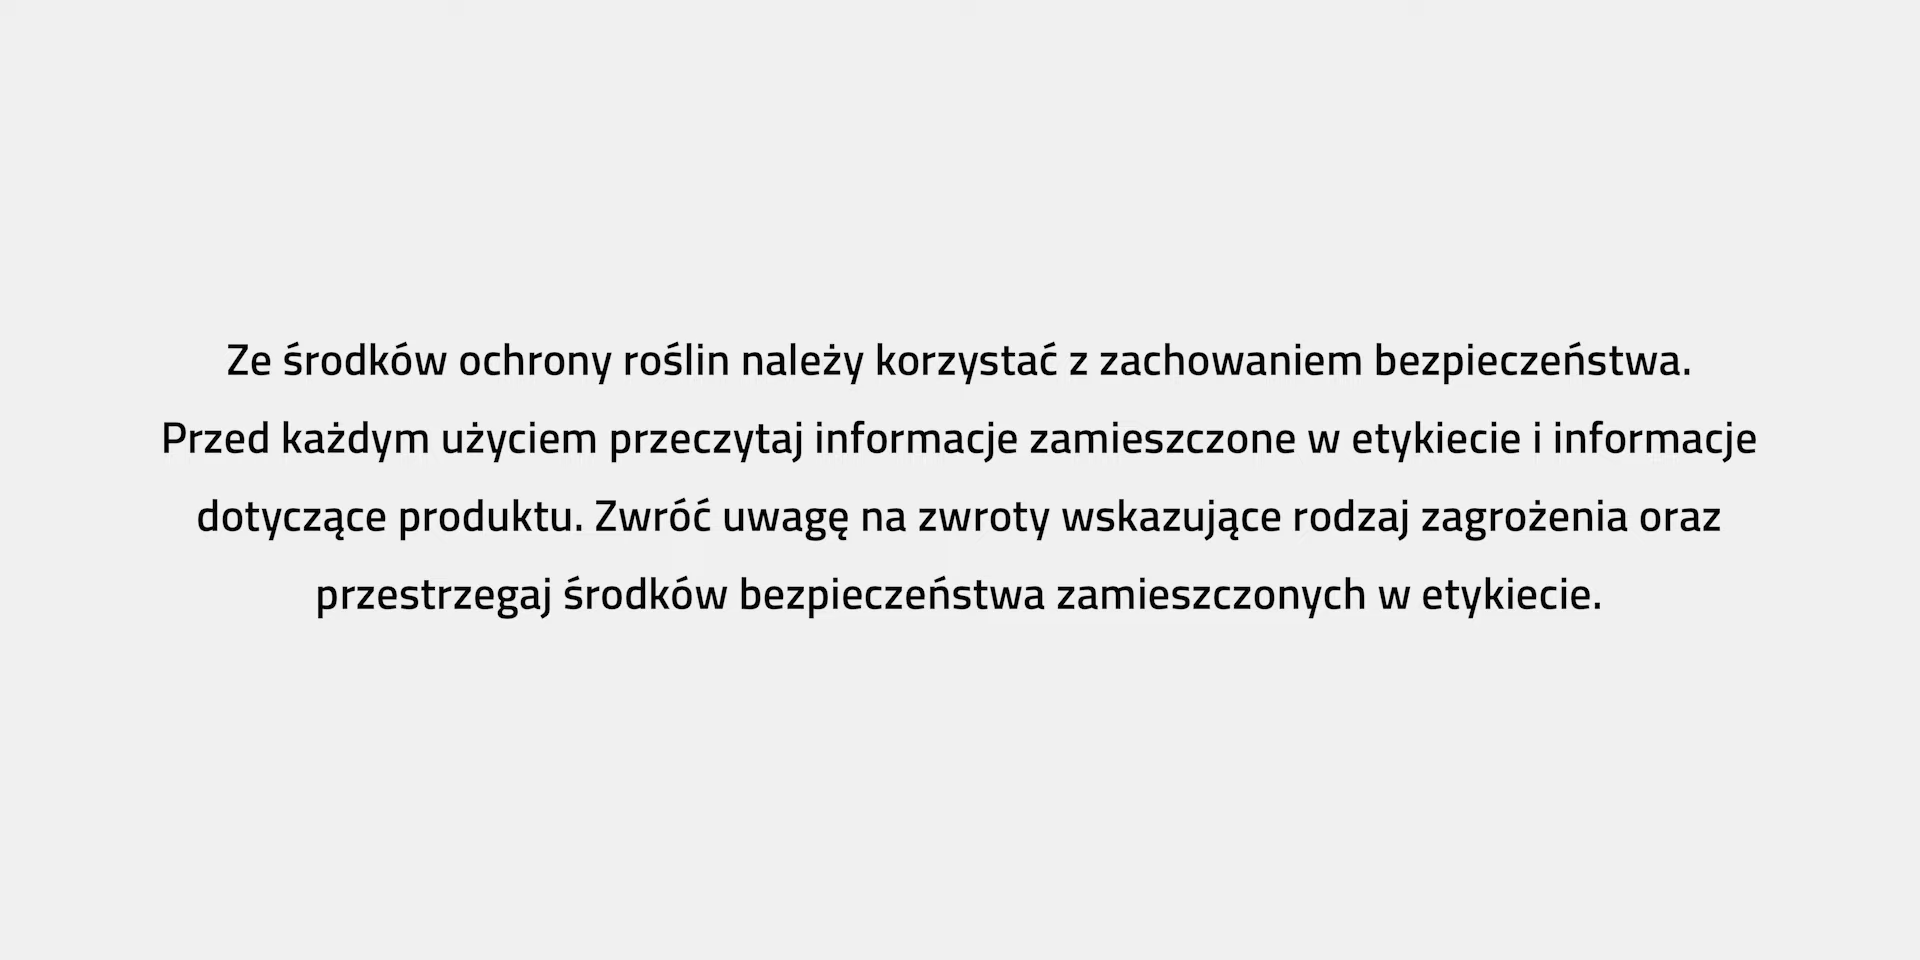 Ze środków ochrony roślin należy korzystać z zachowaniem bezpieczeństwa.
Przed każdym użyciem przeczytaj informacje zamieszczone w etykiecie i informacje
dotyczące produktu. Zwróć uwagę na zwroty wskazujące rodzaj zagrożenia oraz
przestrzegaj środków bezpieczeństwa zamieszczonych w etykiecie.